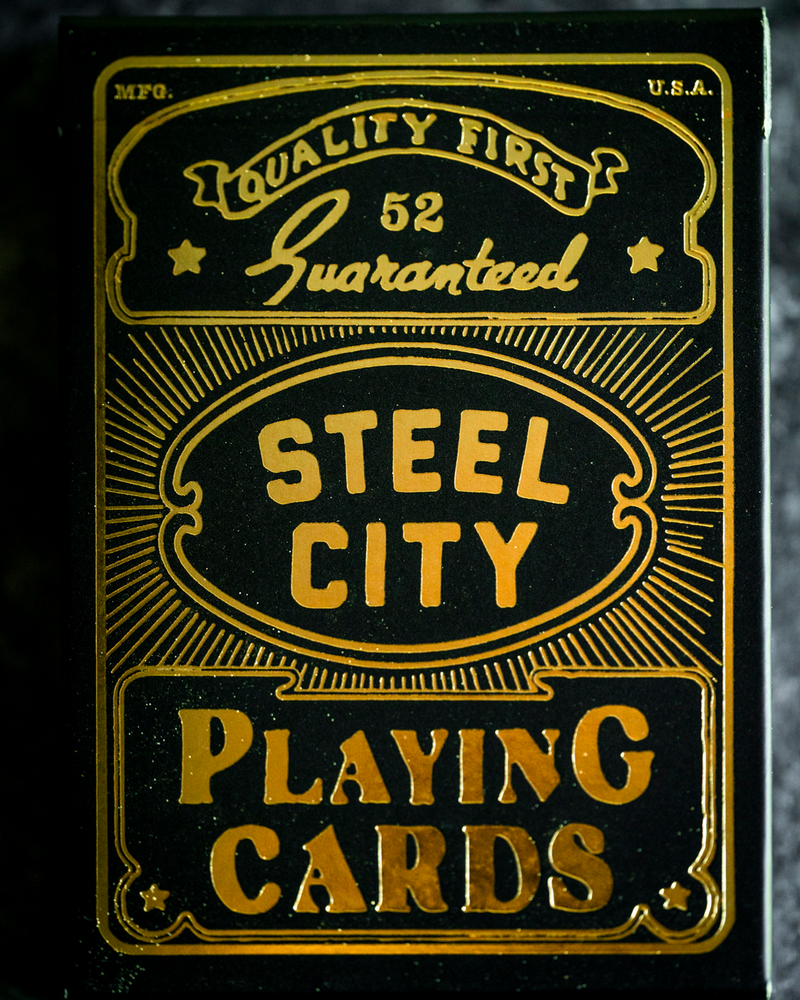 MFG. U.S.A.
QUALITY FIRST
52
Guaranteed
STEEL
CITY
PLAYING
CARDS